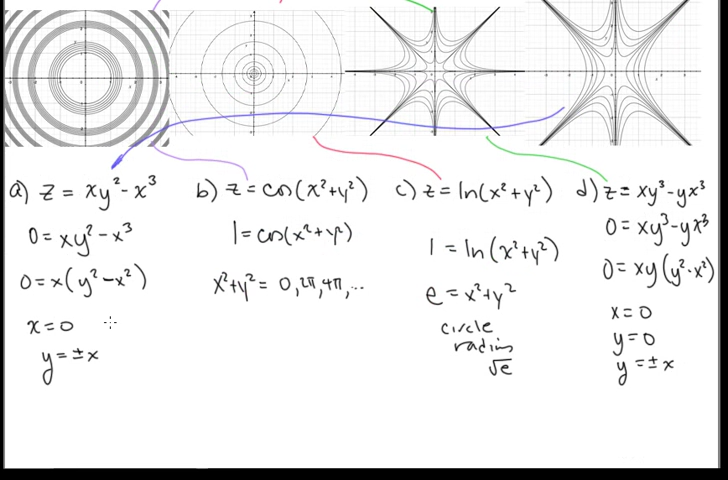 a) z = xy² - x³
0 = xy² - x³
0 = x(y² - x²)
x = 0
y = ± x
b) z = cos(x² + y²)
1 = cos(x² + y²)
x² + y² = 0, 2π, 4π, ...
c) z = ln(x² + y²)
1 = ln(x² + y²)
e = x² + y²
circle
radius
√e
d) z = xy³ - yx³
0 = xy³ - yx³
0 = xy(y² - x²)
x = 0
y = 0
y = ± x